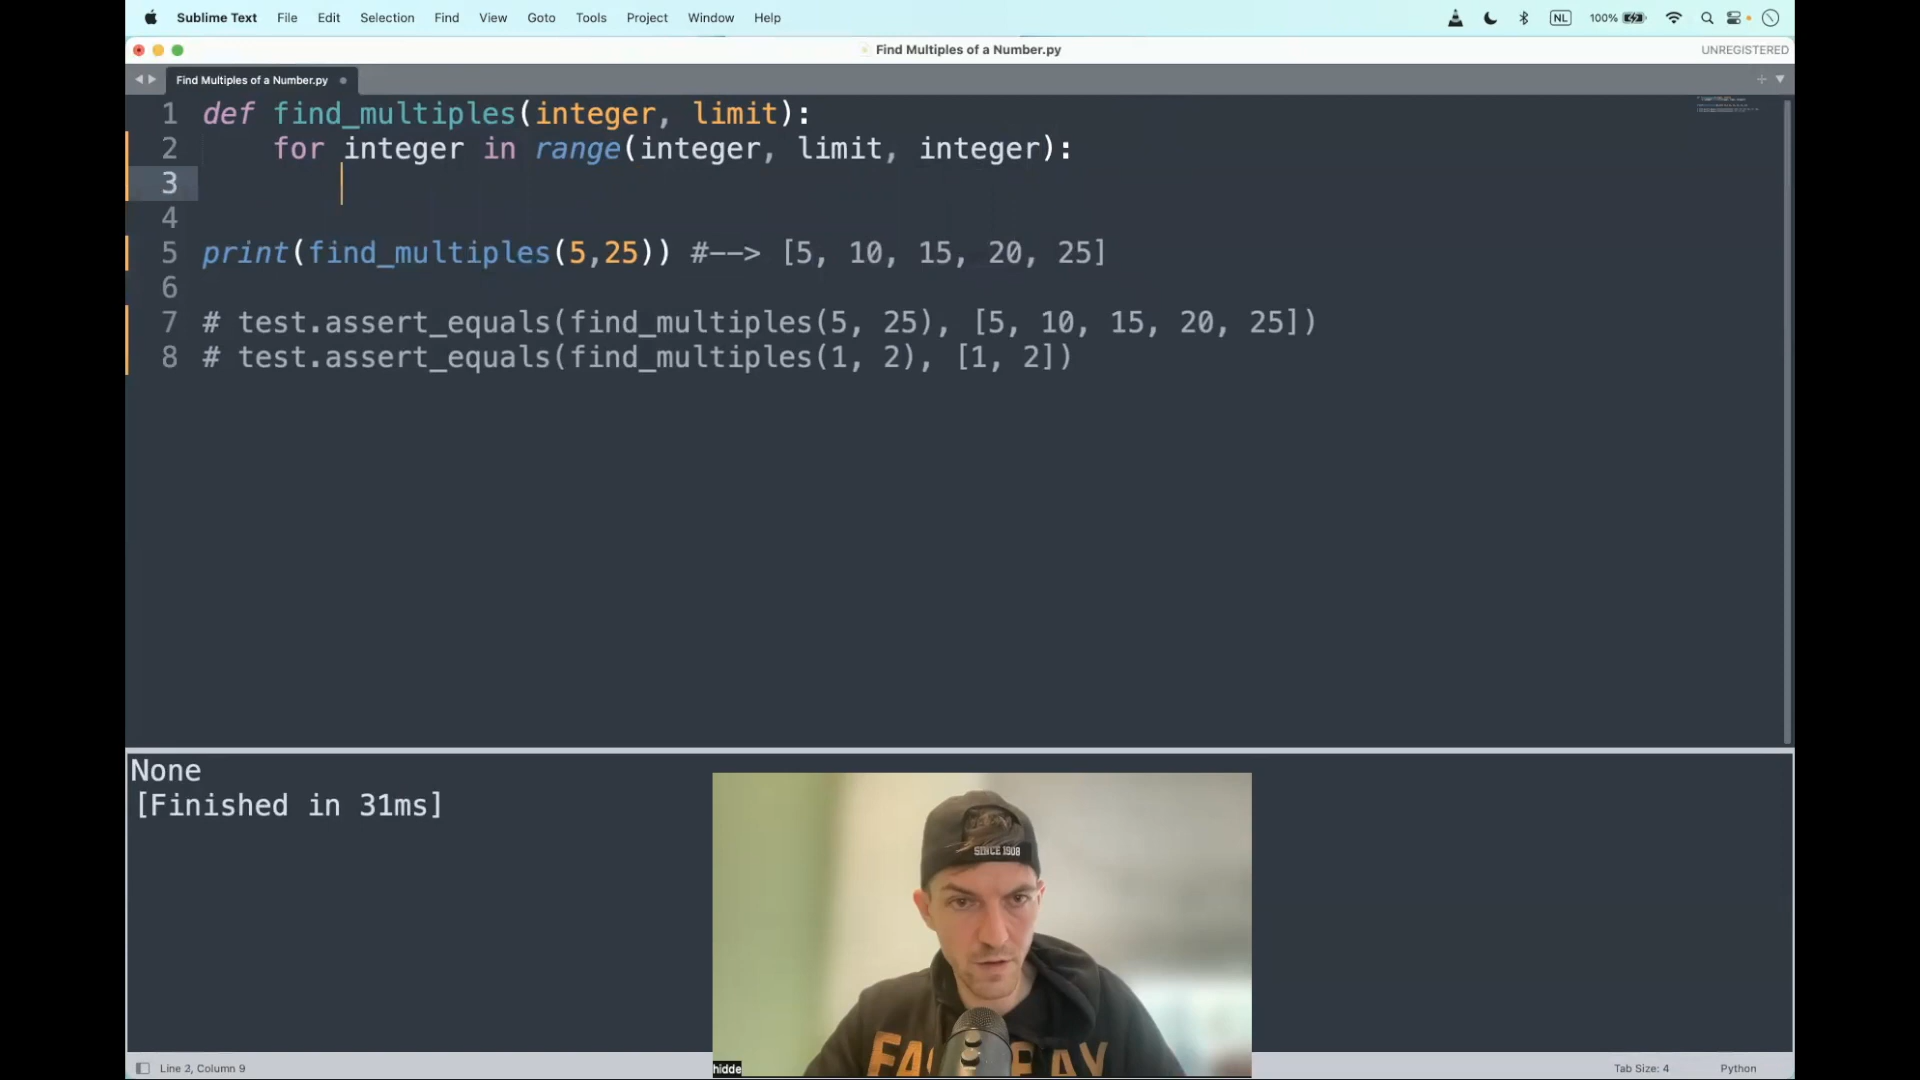 Sublime Text File Edit Selection Find View Goto Tools Project Window Help NL 100%
Find Multiples of a Number.py UNREGISTERED
Find Multiples of a Number.py
1 def find_multiples(integer, limit):
2 for integer in range(integer, limit, integer):
3
4
5 print(find_multiples(5,25)) #––> [5, 10, 15, 20, 25]
6
7 # test.assert_equals(find_multiples(5, 25), [5, 10, 15, 20, 25])
8 # test.assert_equals(find_multiples(1, 2), [1, 2])
None
[Finished in 31ms]
SINCE 1908
hidde
Line 2, Column 9 Tab Size: 4 Python